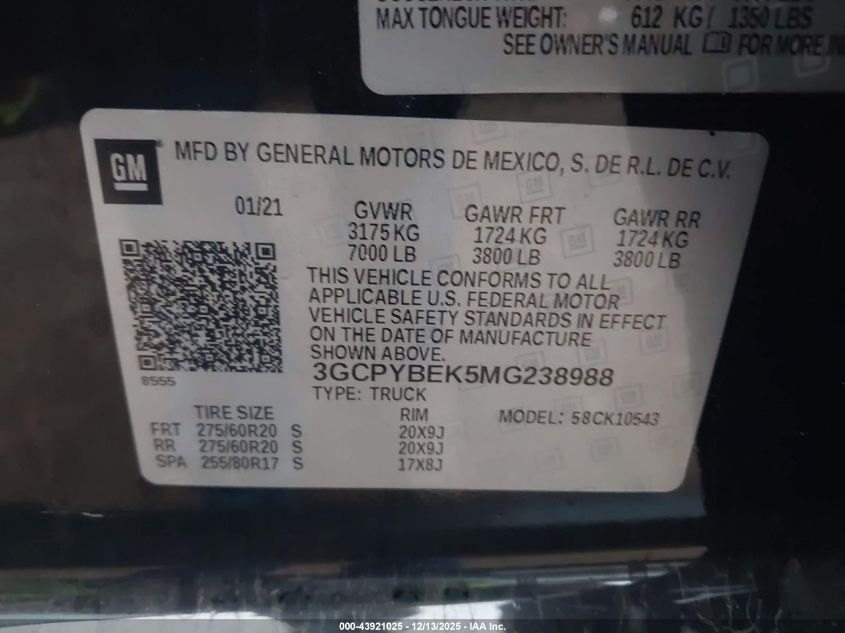 MAX TONGUE WEIGHT: 612 KG / 1350 LBS
SEE OWNER'S MANUAL FOR MORE
GM
MFD BY GENERAL MOTORS DE MEXICO, S. DE R.L. DE C.V.
01/21 GVWR GAWR FRT GAWR RR
3175 KG 1724 KG 1724 KG
7000 LB 3800 LB 3800 LB
THIS VEHICLE CONFORMS TO ALL
APPLICABLE U.S. FEDERAL MOTOR
VEHICLE SAFETY STANDARDS IN EFFECT
ON THE DATE OF MANUFACTURE
SHOWN ABOVE.
8555
3GCPYBEK5MG238988
TYPE: TRUCK
TIRE SIZE RIM MODEL: 58CK10543
FRT 275/60R20 S 20X9J
RR 275/60R20 S 20X9J
SPA 255/80R17 S 17X8J
000-43921025 - 12/13/2025 - IAA Inc.